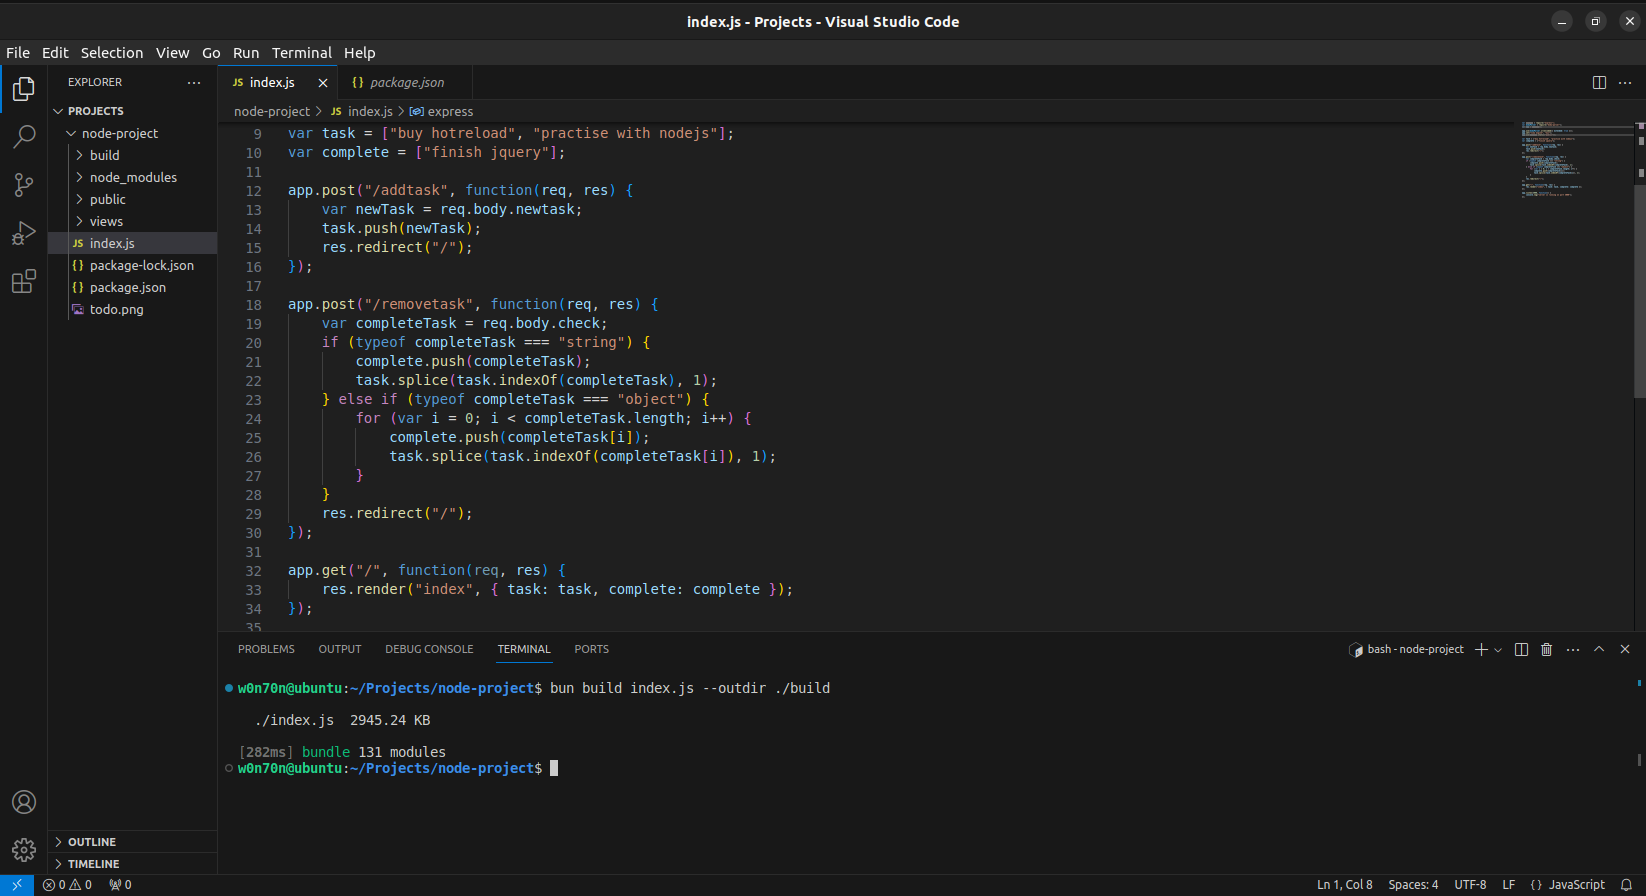 index.js - Projects - Visual Studio Code
File Edit Selection View Go Run Terminal Help
EXPLORER
PROJECTS
node-project
build
node_modules
public
views
JS index.js
{} package-lock.json
{} package.json
todo.png
OUTLINE
TIMELINE
JS index.js
{} package.json
node-project > JS index.js > express
9 var task = ["buy hotreload", "practise with nodejs"];
10 var complete = ["finish jquery"];
11
12 app.post("/addtask", function(req, res) {
13 var newTask = req.body.newtask;
14 task.push(newTask);
15 res.redirect("/");
16 });
17
18 app.post("/removetask", function(req, res) {
19 var completeTask = req.body.check;
20 if (typeof completeTask === "string") {
21 complete.push(completeTask);
22 task.splice(task.indexOf(completeTask), 1);
23 } else if (typeof completeTask === "object") {
24 for (var i = 0; i < completeTask.length; i++) {
25 complete.push(completeTask[i]);
26 task.splice(task.indexOf(completeTask[i]), 1);
27 }
28 }
29 res.redirect("/");
30 });
31
32 app.get("/", function(req, res) {
33 res.render("index", { task: task, complete: complete });
34 });
35
PROBLEMS OUTPUT DEBUG CONSOLE TERMINAL PORTS
bash - node-project
w0n70n@ubuntu:~/Projects/node-project$ bun build index.js --outdir ./build
./index.js 2945.24 KB
[282ms] bundle 131 modules
w0n70n@ubuntu:~/Projects/node-project$
0 0 0
Ln 1, Col 8 Spaces: 4 UTF-8 LF {} JavaScript